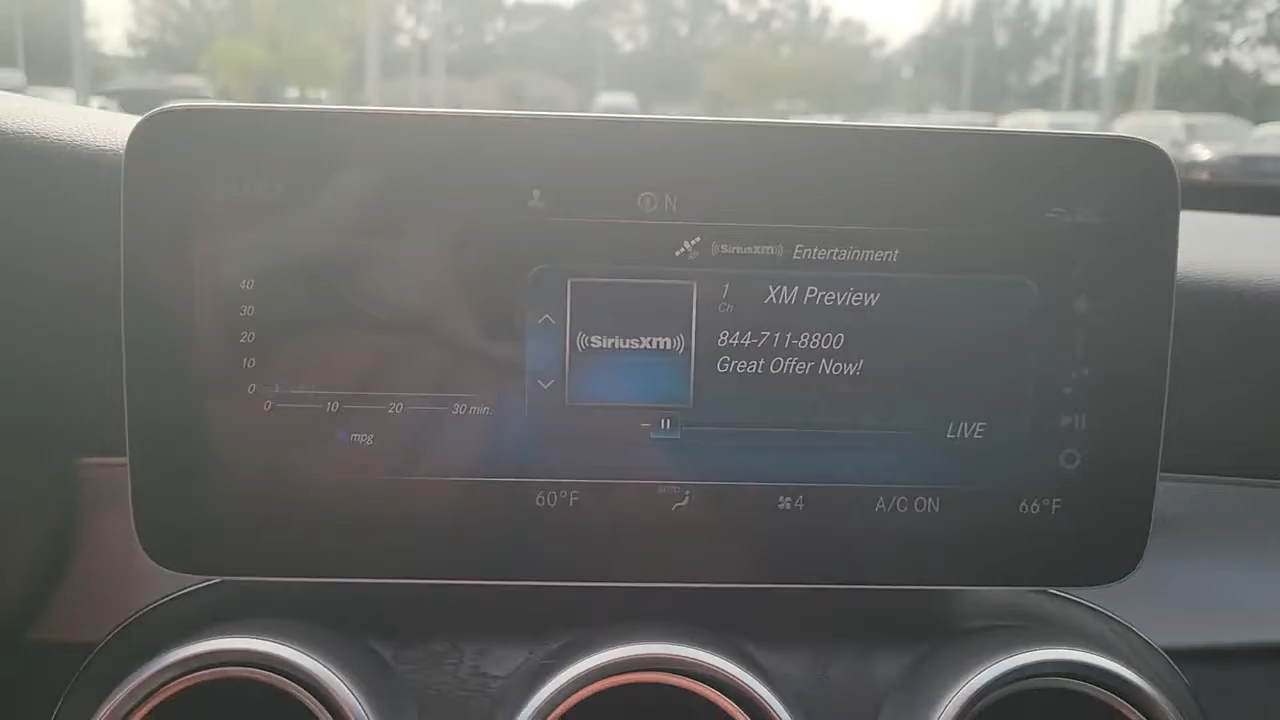 N
((SiriusXM)) Entertainment
40
30
20
10
0
0 10 20 30 min.
mpg
((SiriusXM))
1 XM Preview
Ch
844-711-8800
Great Offer Now!
LIVE
60°F AUTO 4 A/C ON 66°F